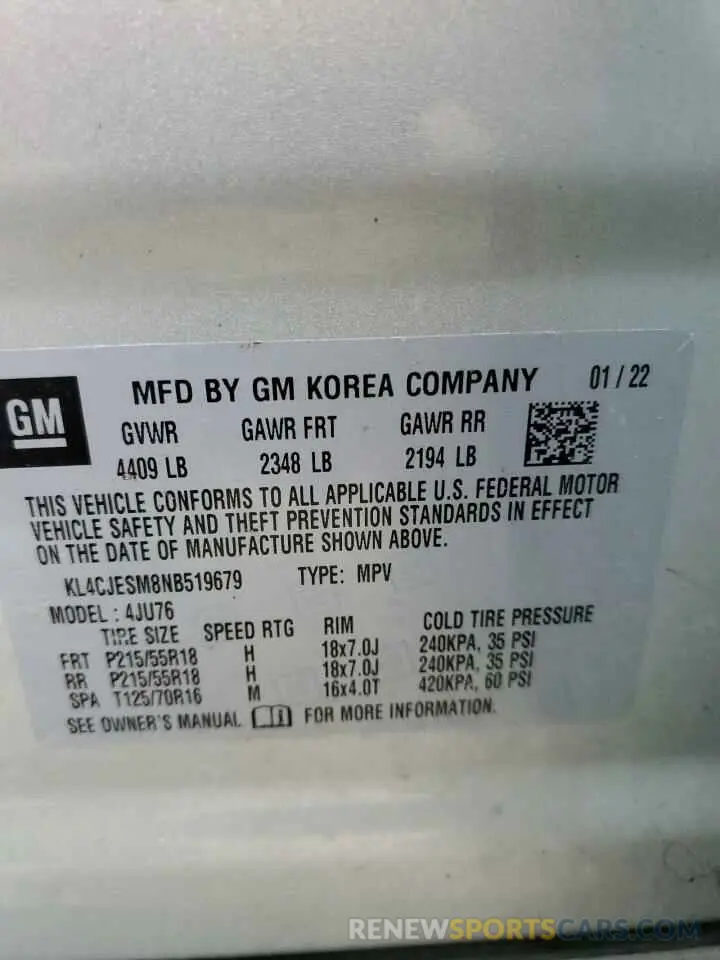 MFD BY GM KOREA COMPANY 01 / 22
GM
GVWR GAWR FRT GAWR RR
4409 LB 2348 LB 2194 LB
THIS VEHICLE CONFORMS TO ALL APPLICABLE U.S. FEDERAL MOTOR
VEHICLE SAFETY AND THEFT PREVENTION STANDARDS IN EFFECT
ON THE DATE OF MANUFACTURE SHOWN ABOVE.
KL4CJESM8NB519679 TYPE: MPV
MODEL : 4JU76
TIRE SIZE SPEED RTG RIM COLD TIRE PRESSURE
FRT P215/55R18 H 18x7.0J 240KPA, 35 PSI
RR P215/55R18 H 18x7.0J 240KPA, 35 PSI
SPA T125/70R16 M 16x4.0T 420KPA, 60 PSI
SEE OWNER'S MANUAL FOR MORE INFORMATION.
RENEWSPORTSCARS.COM